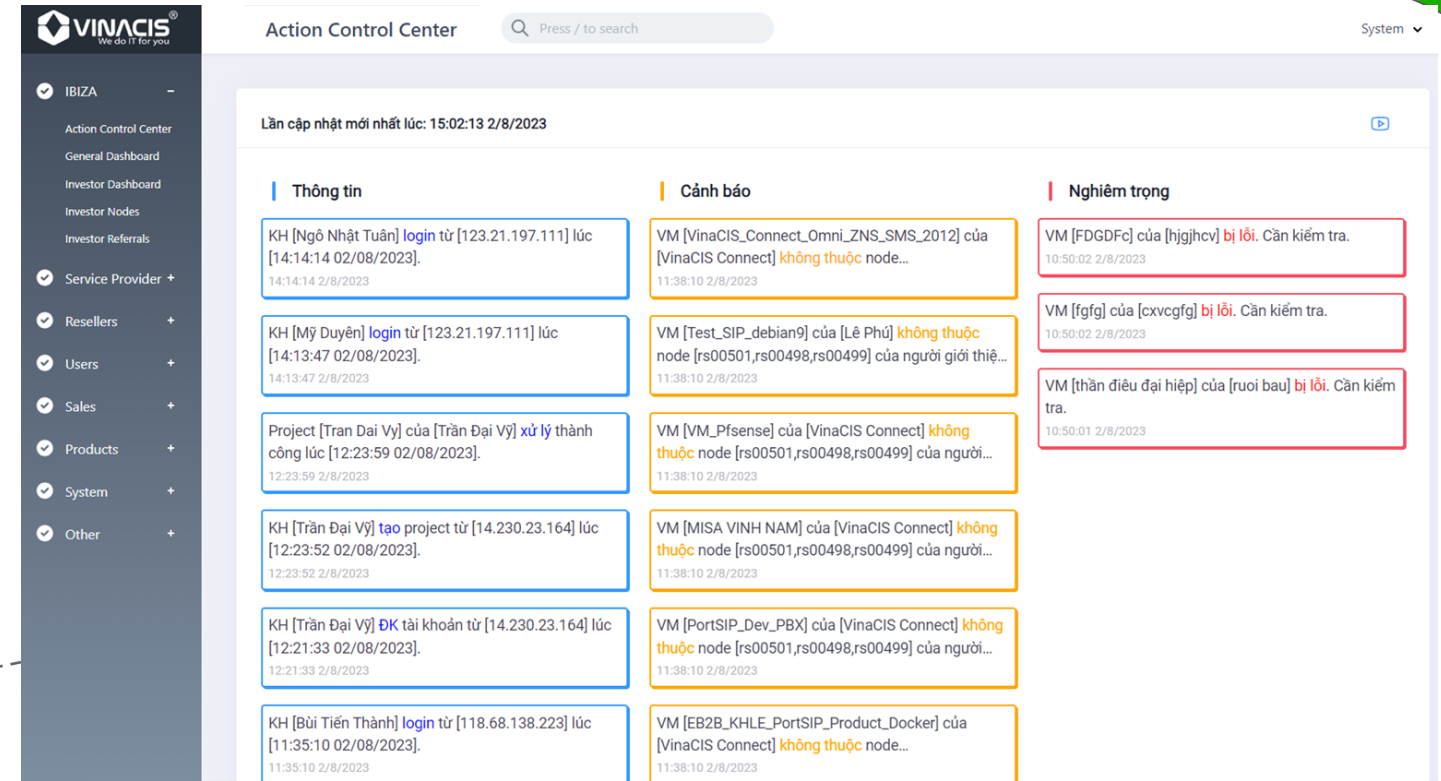 VINACIS®
We do IT for you
Action Control Center
Press / to search
System
IBIZA
Action Control Center
General Dashboard
Investor Dashboard
Investor Nodes
Investor Referrals
Service Provider +
Resellers +
Users +
Sales +
Products +
System +
Other +
Lần cập nhật mới nhất lúc: 15:02:13 2/8/2023
Thông tin
KH [Ngô Nhật Tuân] login từ [123.21.197.111] lúc
[14:14:14 02/08/2023].
14:14:14 2/8/2023
KH [Mỹ Duyên] login từ [123.21.197.111] lúc
[14:13:47 02/08/2023].
14:13:47 2/8/2023
Project [Tran Dai Vy] của [Trần Đại Vỹ] xử lý thành
công lúc [12:23:59 02/08/2023].
12:23:59 2/8/2023
KH [Trần Đại Vỹ] tạo project từ [14.230.23.164] lúc
[12:23:52 02/08/2023].
12:23:52 2/8/2023
KH [Trần Đại Vỹ] ĐK tài khoản từ [14.230.23.164] lúc
[12:21:33 02/08/2023].
12:21:33 2/8/2023
KH [Bùi Tiến Thành] login từ [118.68.138.223] lúc
[11:35:10 02/08/2023].
11:35:10 2/8/2023
Cảnh báo
VM [VinaCIS_Connect_Omni_ZNS_SMS_2012] của
[VinaCIS Connect] không thuộc node...
11:38:10 2/8/2023
VM [Test_SIP_debian9] của [Lê Phú] không thuộc
node [rs00501,rs00498,rs00499] của người giới thiệ...
11:38:10 2/8/2023
VM [VM_Pfsense] của [VinaCIS Connect] không
thuộc node [rs00501,rs00498,rs00499] của người...
11:38:10 2/8/2023
VM [MISA VINH NAM] của [VinaCIS Connect] không
thuộc node [rs00501,rs00498,rs00499] của người...
11:38:10 2/8/2023
VM [PortSIP_Dev_PBX] của [VinaCIS Connect] không
thuộc node [rs00501,rs00498,rs00499] của người...
11:38:10 2/8/2023
VM [EB2B_KHLE_PortSIP_Product_Docker] của
[VinaCIS Connect] không thuộc node...
11:38:10 2/8/2023
Nghiêm trọng
VM [FDGDFc] của [hjgjhcv] bị lỗi. Cần kiểm tra.
10:50:02 2/8/2023
VM [fgfg] của [cxvcgfg] bị lỗi. Cần kiểm tra.
10:50:02 2/8/2023
VM [thần điêu đại hiệp] của [ruoi bau] bị lỗi. Cần kiểm
tra.
10:50:01 2/8/2023